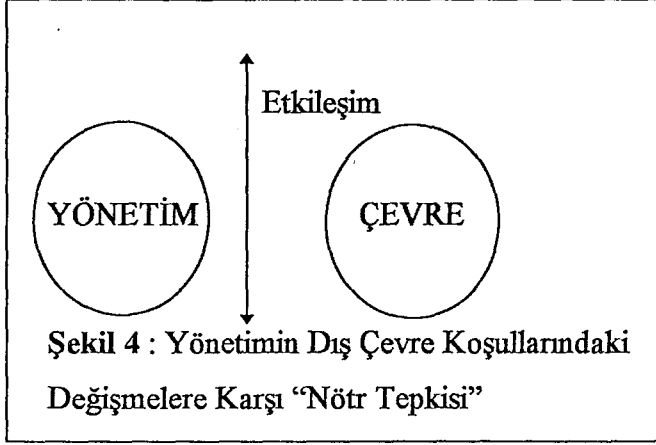 Etkileşim
YÖNETİM
ÇEVRE
Şekil 4 : Yönetimin Dış Çevre Koşullarındaki
Değişmelere Karşı “Nötr Tepkisi”